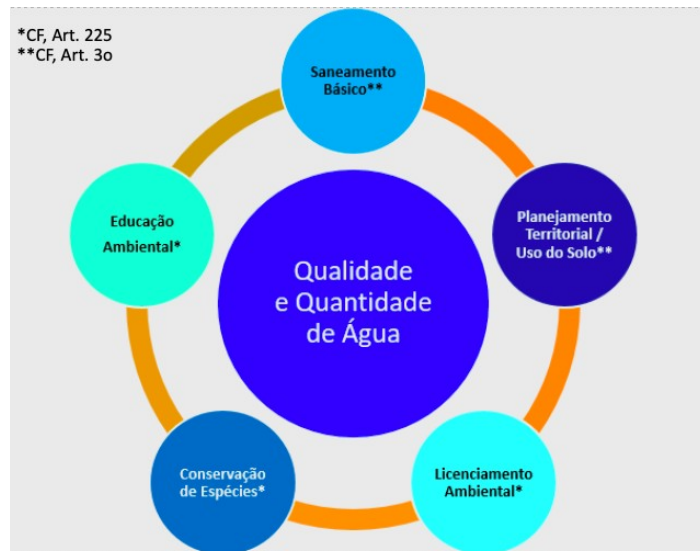 *CF, Art. 225
**CF, Art. 3o
Saneamento
Básico**
Planejamento
Territorial /
Uso do Solo**
Licenciamento
Ambiental*
Conservação
de Espécies*
Educação
Ambiental*
Qualidade
e Quantidade
de Água